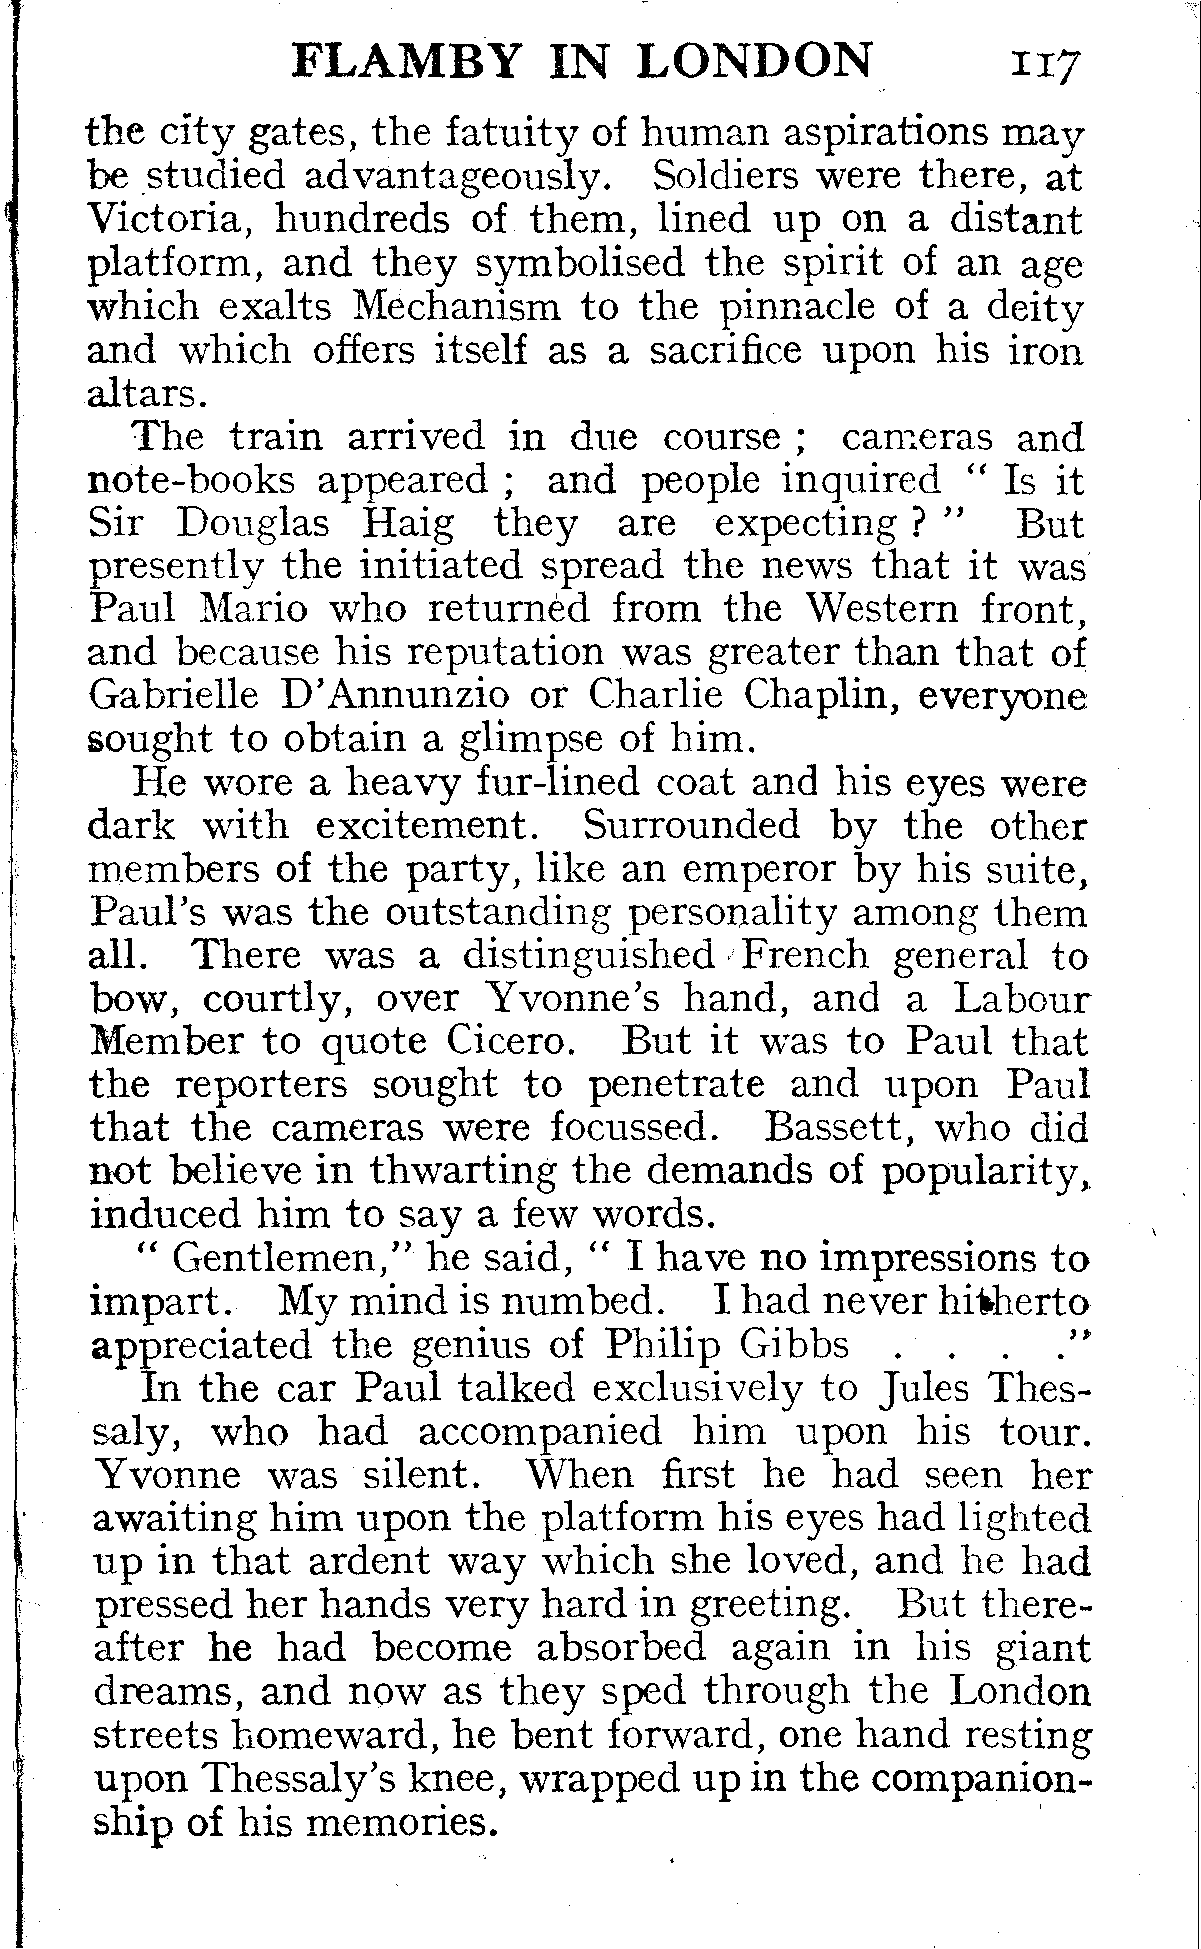 FLAMBY IN LONDON 117
the city gates, the fatuity of human aspirations may
be studied advantageously. Soldiers were there, at
Victoria, hundreds of them, lined up on a distant
platform, and they symbolised the spirit of an age
which exalts Mechanism to the pinnacle of a deity
and which offers itself as a sacrifice upon his iron
altars.
The train arrived in due course ; cameras and
note-books appeared ; and people inquired “ Is it
Sir Douglas Haig they are expecting ? ” But
presently the initiated spread the news that it was
Paul Mario who returned from the Western front,
and because his reputation was greater than that of
Gabrielle D’Annunzio or Charlie Chaplin, everyone
sought to obtain a glimpse of him.
He wore a heavy fur-lined coat and his eyes were
dark with excitement. Surrounded by the other
members of the party, like an emperor by his suite,
Paul’s was the outstanding personality among them
all. There was a distinguished French general to
bow, courtly, over Yvonne’s hand, and a Labour
Member to quote Cicero. But it was to Paul that
the reporters sought to penetrate and upon Paul
that the cameras were focussed. Bassett, who did
not believe in thwarting the demands of popularity,
induced him to say a few words.
“ Gentlemen,” he said, “ I have no impressions to
impart. My mind is numbed. I had never hitherto
appreciated the genius of Philip Gibbs . . . .”
In the car Paul talked exclusively to Jules Thes-
saly, who had accompanied him upon his tour.
Yvonne was silent. When first he had seen her
awaiting him upon the platform his eyes had lighted
up in that ardent way which she loved, and he had
pressed her hands very hard in greeting. But there-
after he had become absorbed again in his giant
dreams, and now as they sped through the London
streets homeward, he bent forward, one hand resting
upon Thessaly’s knee, wrapped up in the companion-
ship of his memories.